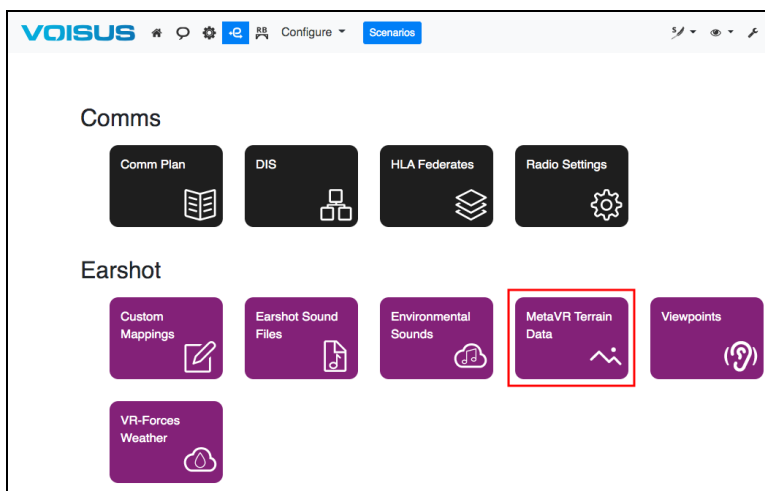 VOISUS RB Configure Scenarios S
Comms
Comm Plan DIS HLA Federates Radio Settings
Earshot
Custom Mappings
Earshot Sound Files
Environmental Sounds
MetaVR Terrain Data
Viewpoints
VR-Forces Weather